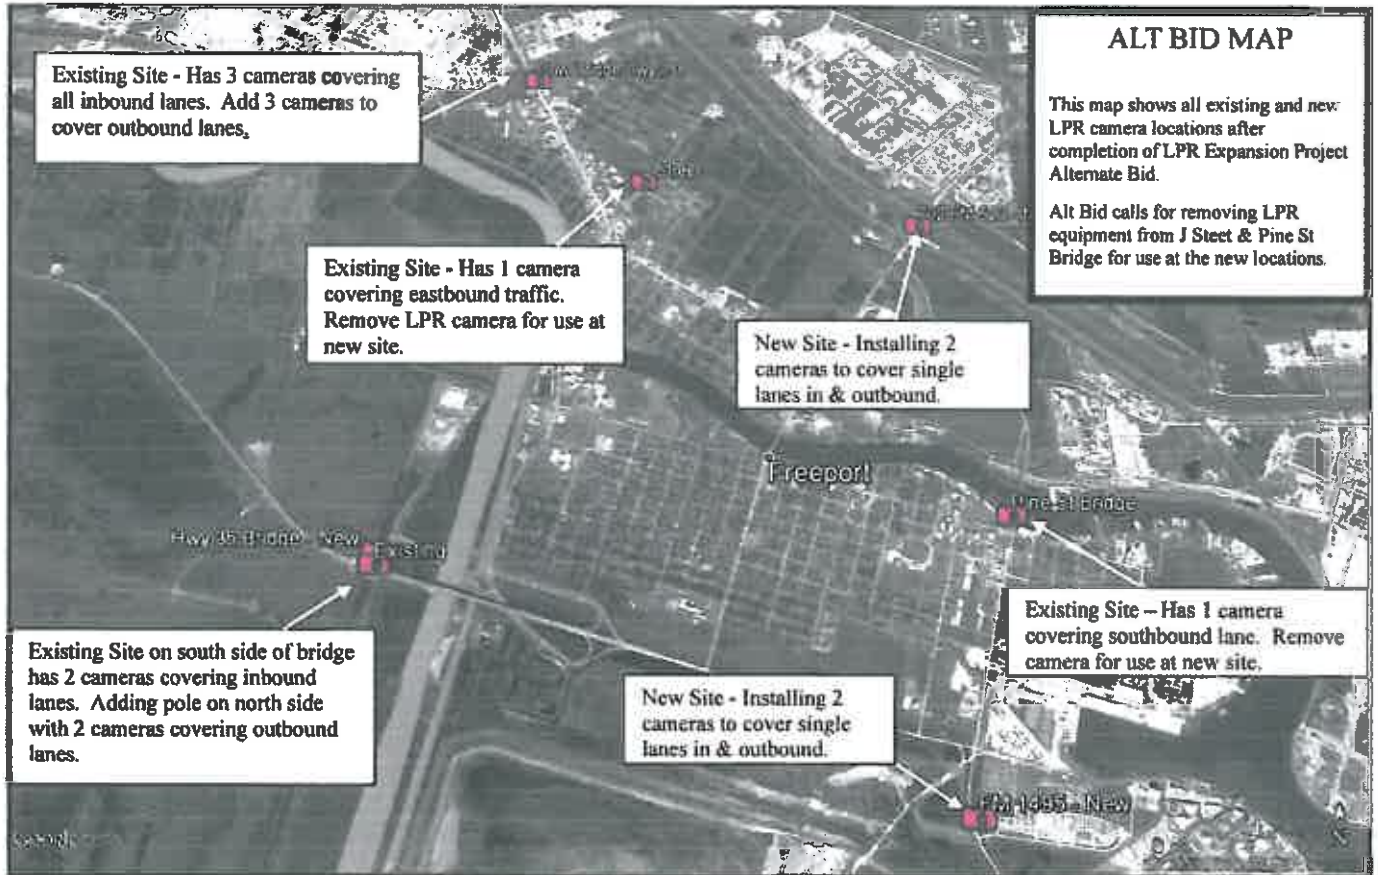 ALT BID MAP
This map shows all existing and new
LPR camera locations after
completion of LPR Expansion Project
Alternate Bid.
Alt Bid calls for removing LPR
equipment from J Steet & Pine St
Bridge for use at the new locations.
Existing Site - Has 3 cameras covering
all inbound lanes. Add 3 cameras to
cover outbound lanes.
Existing Site - Has 1 camera
covering eastbound traffic.
Remove LPR camera for use at
new site.
New Site - Installing 2
cameras to cover single
lanes in & outbound.
Freeport
Pine St Bridge
Hwy 36 Bridge - New
Existing
Existing Site – Has 1 camera
covering southbound lane. Remove
camera for use at new site.
Existing Site on south side of bridge
has 2 cameras covering inbound
lanes. Adding pole on north side
with 2 cameras covering outbound
lanes.
New Site - Installing 2
cameras to cover single
lanes in & outbound.
FM 1495 - New
Google